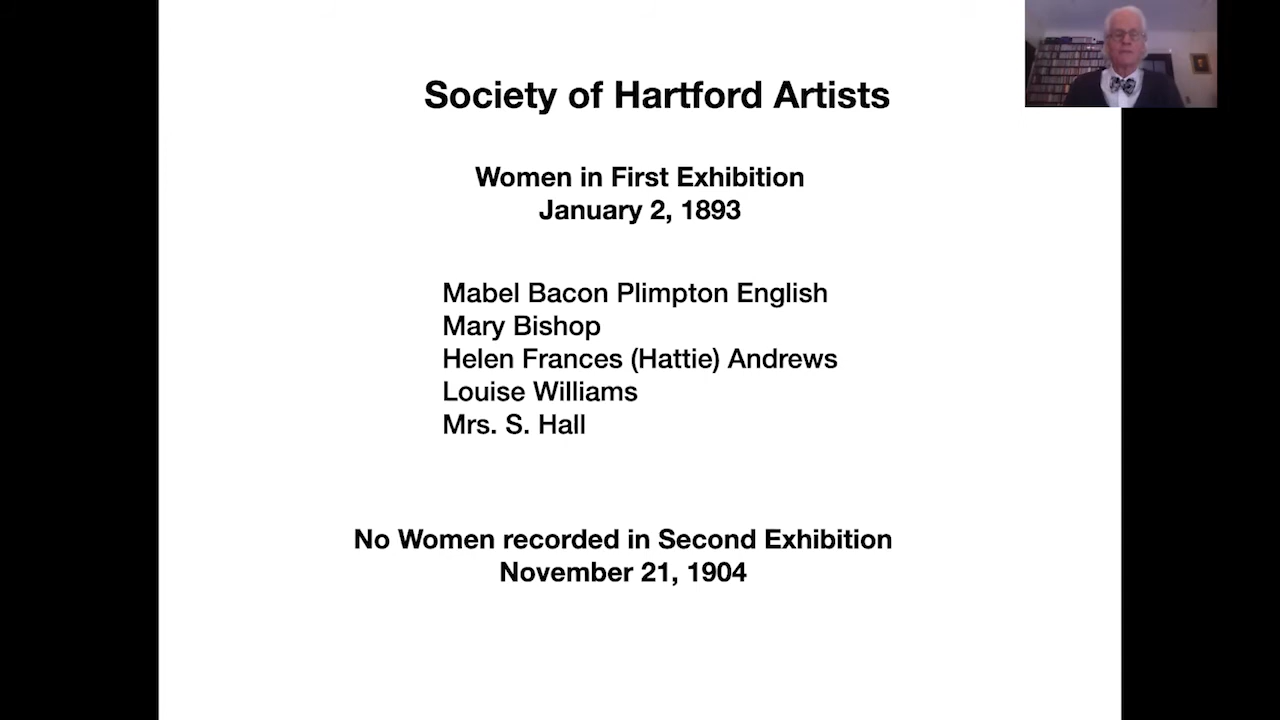 Society of Hartford Artists
Women in First Exhibition
January 2, 1893
Mabel Bacon Plimpton English
Mary Bishop
Helen Frances (Hattie) Andrews
Louise Williams
Mrs. S. Hall
No Women recorded in Second Exhibition
November 21, 1904